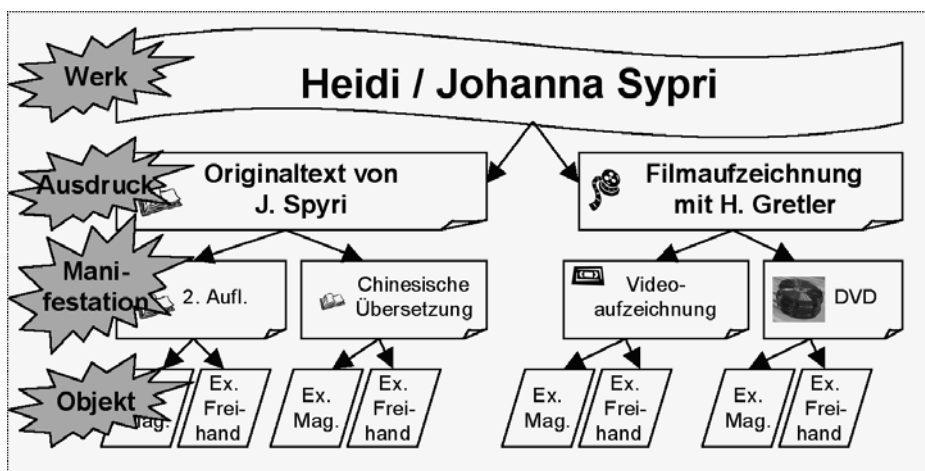 Werk
Heidi / Johanna Sypri
Ausdruck
Originaltext von
J. Spyri
Filmaufzeichnung
mit H. Gretler
Mani-
festation
2. Aufl.
Chinesische
Übersetzung
Video-
aufzeichnung
DVD
Objekt
Mag.
Ex.
Frei-
hand
Ex.
Mag.
Ex.
Frei-
hand
Ex.
Mag.
Ex.
Frei-
hand
Ex.
Mag.
Ex.
Frei-
hand